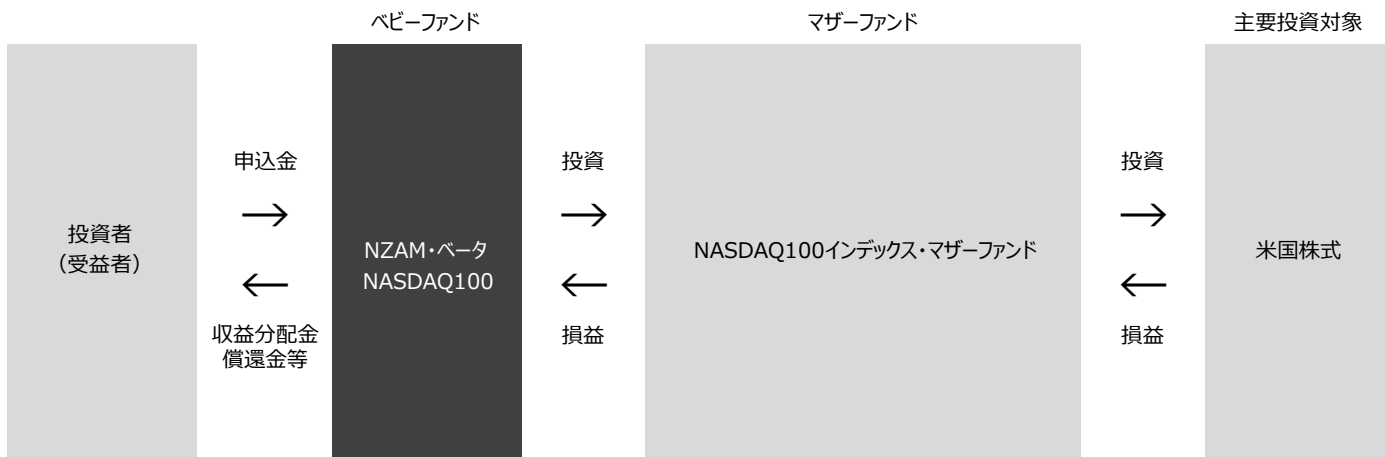 ベビーファンド
マザーファンド
主要投資対象
投資者
（受益者）
申込金
→
←
収益分配金
償還金等
NZAM・ベータ
NASDAQ100
投資
→
←
損益
NASDAQ100インデックス・マザーファンド
投資
→
←
損益
米国株式